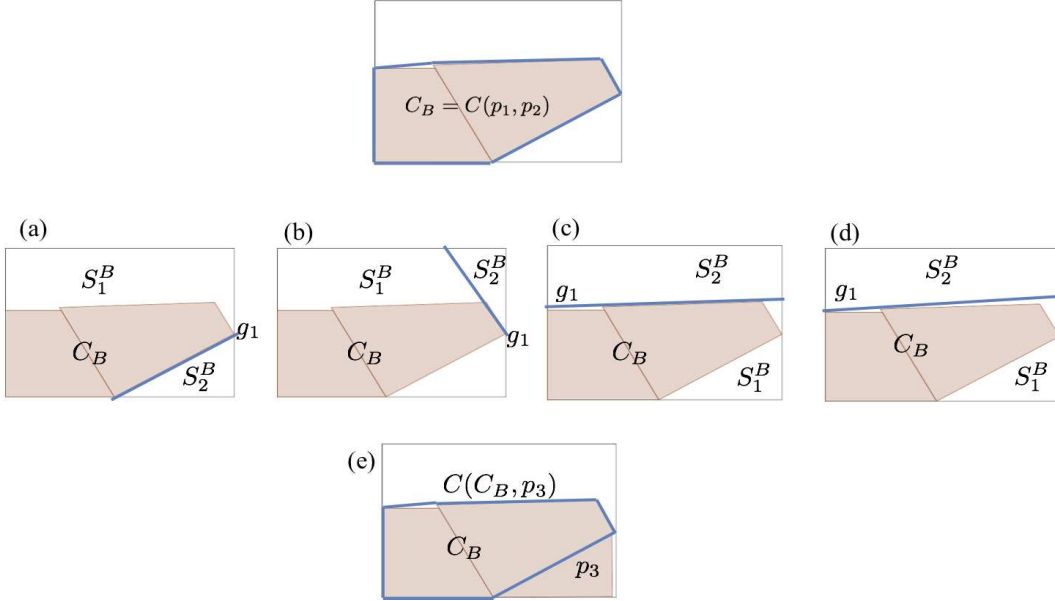 C_B = C(p_1, p_2)
(a) (b) (c) (d)
S_1^B S_1^B S_2^B S_2^B S_2^B
g_1 g_1
g_1 g_1
C_B C_B C_B C_B
S_2^B S_1^B S_1^B
(e)
C(C_B, p_3)
C_B
p_3